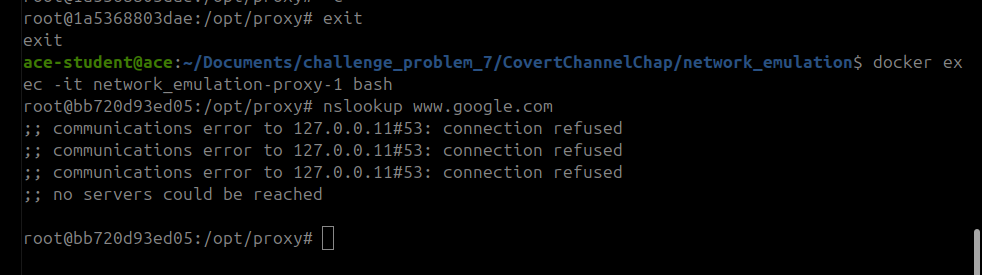 root@1a5368803dae:/opt/proxy# exit
exit
ace-student@ace:~/Documents/challenge_problem_7/CovertChannelChap/network_emulation$ docker ex
ec -it network_emulation-proxy-1 bash
root@bb720d93ed05:/opt/proxy# nslookup www.google.com
;; communications error to 127.0.0.11#53: connection refused
;; communications error to 127.0.0.11#53: connection refused
;; communications error to 127.0.0.11#53: connection refused
;; no servers could be reached
root@bb720d93ed05:/opt/proxy#